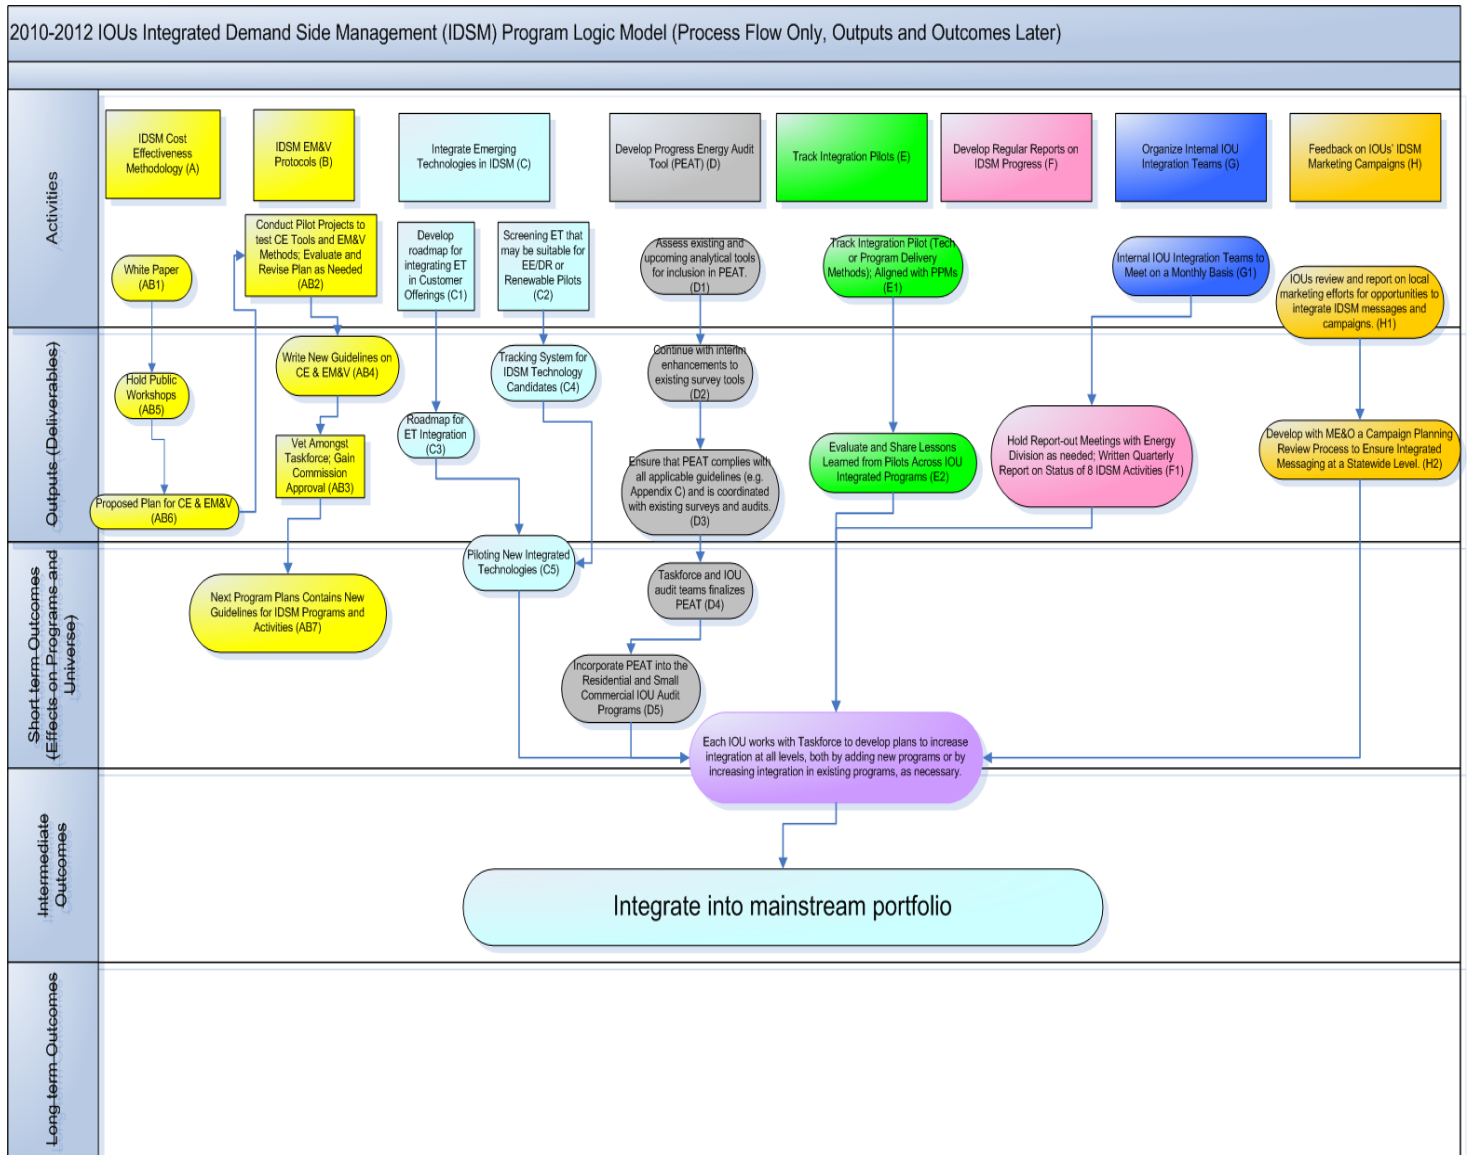 2010-2012 IOUs Integrated Demand Side Management (IDSM) Program Logic Model (Process Flow Only, Outputs and Outcomes Later)
Activities
IDSM Cost
Effectiveness
Methodology (A)
IDSM EM&V
Protocols (B)
Integrate Emerging
Technologies in IDSM (C)
Develop Progress Energy Audit
Tool (PEAT) (D)
Track Integration Pilots (E)
Develop Regular Reports on
IDSM Progress (F)
Organize Internal IOU
Integration Teams (G)
Feedback on IOUs' IDSM
Marketing Campaigns (H)
White Paper
(AB1)
Conduct Pilot Projects to
test CE Tools and EM&V
Methods; Evaluate and
Revise Plan as Needed
(AB2)
Develop
roadmap for
integrating ET
in Customer
Offerings (C1)
Screening ET that
may be suitable for
EE/DR or
Renewable Pilots
(C2)
Assess existing and
upcoming analytical tools
for inclusion in PEAT.
(D1)
Track Integration Pilot (Tech
or Program Delivery
Methods); Aligned with PPMs
(E1)
Internal IOU Integration Teams to
Meet on a Monthly Basis (G1)
IOUs review and report on local
marketing efforts for opportunities to
integrate IDSM messages and
campaigns. (H1)
Outputs (Deliverables)
Hold Public
Workshops
(AB5)
Write New Guidelines on
CE & EM&V (AB4)
Tracking System for
IDSM Technology
Candidates (C4)
Continue with interim
enhancements to
existing survey tools
(D2)
Roadmap for
ET Integration
(C3)
Vet Amongst
Taskforce; Gain
Commission
Approval (AB3)
Ensure that PEAT complies with
all applicable guidelines (e.g.
Appendix C) and is coordinated
with existing surveys and audits.
(D3)
Evaluate and Share Lessons
Learned from Pilots Across IOU
Integrated Programs (E2)
Hold Report-out Meetings with Energy
Division as needed; Written Quarterly
Report on Status of 8 IDSM Activities (F1)
Develop with ME&O a Campaign Planning
Review Process to Ensure Integrated
Messaging at a Statewide Level. (H2)
Proposed Plan for CE & EM&V
(AB6)
Short term Outcomes
(Effects on Programs and
Universe)
Piloting New Integrated
Technologies (C5)
Next Program Plans Contains New
Guidelines for IDSM Programs and
Activities (AB7)
Taskforce and IOU
audit teams finalizes
PEAT (D4)
Incorporate PEAT into the
Residential and Small
Commercial IOU Audit
Programs (D5)
Each IOU works with Taskforce to develop plans to increase
integration at all levels, both by adding new programs or by
increasing integration in existing programs, as necessary.
Intermediate
Outcomes
Integrate into mainstream portfolio
Long term Outcomes